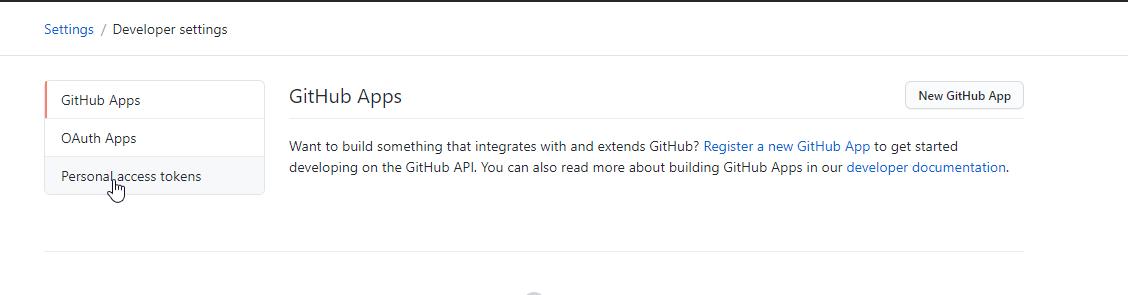 Settings / Developer settings
GitHub Apps
OAuth Apps
Personal access tokens
GitHub Apps
New GitHub App
Want to build something that integrates with and extends GitHub? Register a new GitHub App to get started
developing on the GitHub API. You can also read more about building GitHub Apps in our developer documentation.